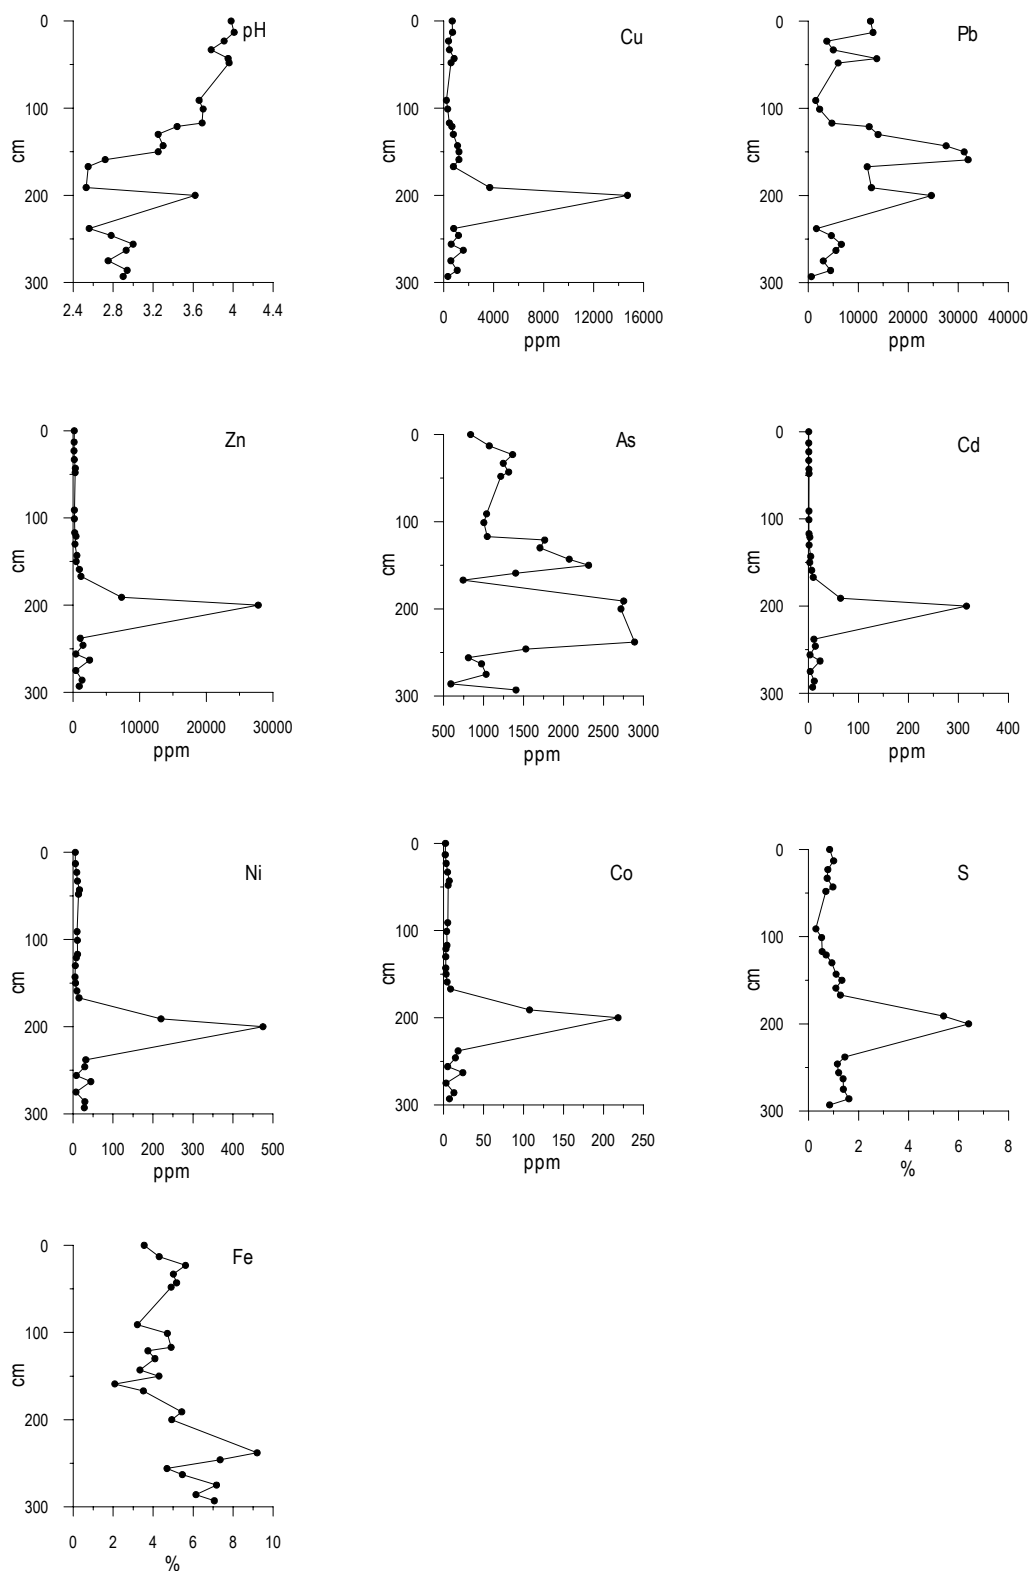 pH
0
100
cm
200
300
2.4 2.8 3.2 3.6 4 4.4
Cu
0
100
cm
200
300
0 4000 8000 12000 16000
ppm
Pb
0
100
cm
200
300
0 10000 20000 30000 40000
ppm
Zn
0
100
cm
200
300
0 10000 20000 30000
ppm
As
0
100
cm
200
300
500 1000 1500 2000 2500 3000
ppm
Cd
0
100
cm
200
300
0 100 200 300 400
ppm
Ni
0
100
cm
200
300
0 100 200 300 400 500
ppm
Co
0
100
cm
200
300
0 50 100 150 200 250
ppm
S
0
100
cm
200
300
0 2 4 6 8
%
Fe
0
100
cm
200
300
0 2 4 6 8 10
%